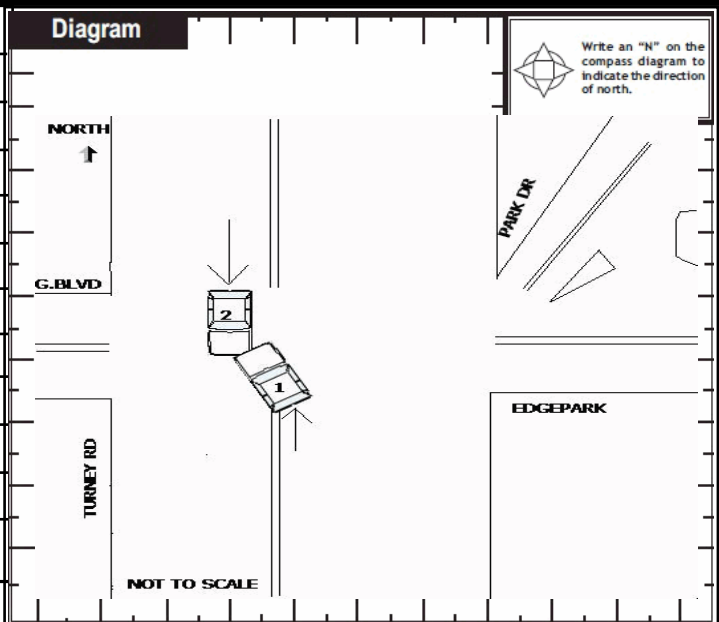 Diagram
Write an "N" on the
compass diagram to
indicate the direction
of north.
NORTH
PARK DR
G.BLVD
2
1
EDGEPARK
TURNEY RD
NOT TO SCALE